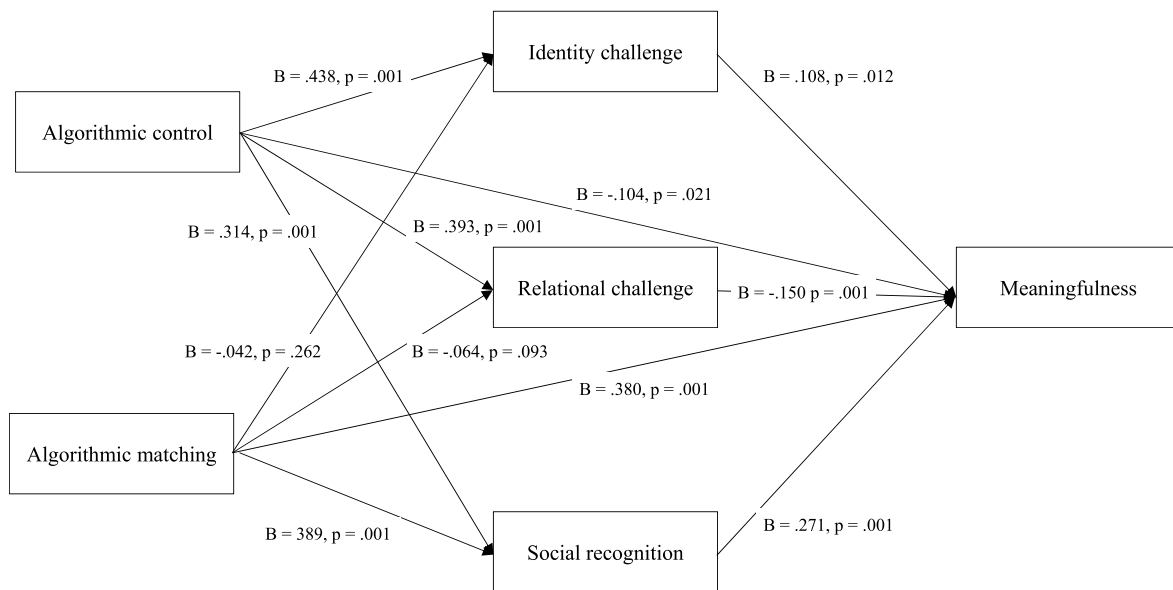 Identity challenge
B = .438, p = .001
B = .108, p = .012
Algorithmic control
B = -.104, p = .021
B = .314, p = .001
B = .393, p = .001
Relational challenge
B = -.150 p = .001
Meaningfulness
B = -.042, p = .262
B = -.064, p = .093
B = .380, p = .001
Algorithmic matching
B = 389, p = .001
B = .271, p = .001
Social recognition